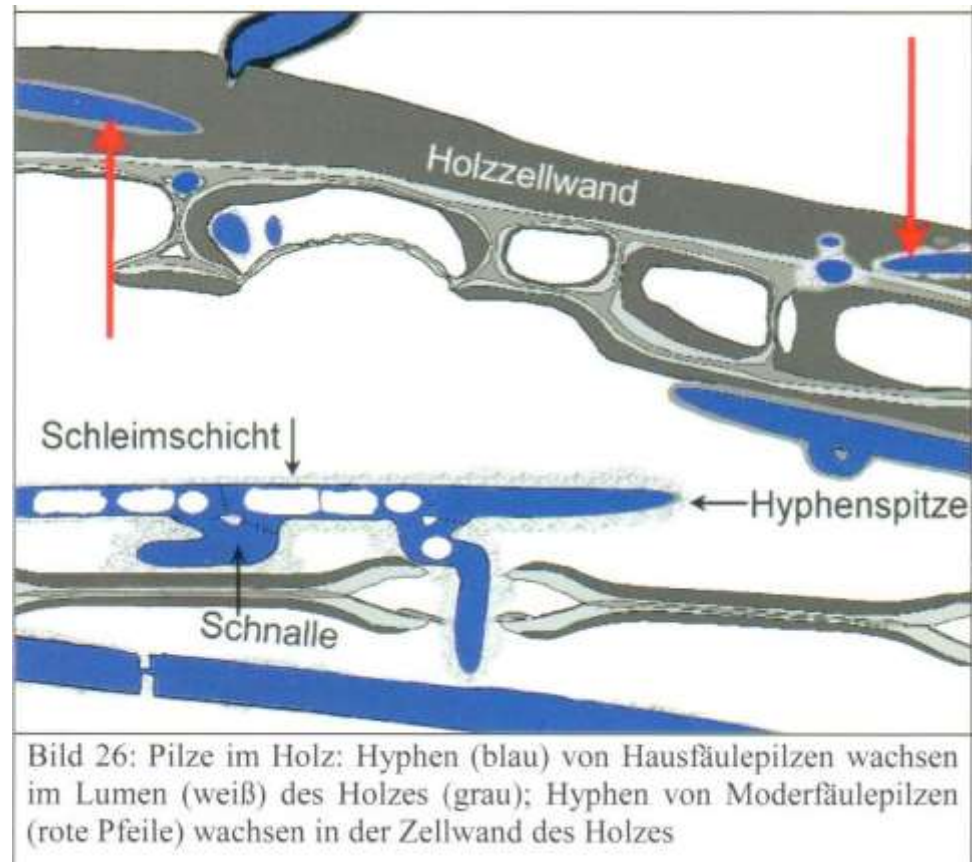 Holzzellwand
Schleimschicht
Hyphenspitze
Schnalle
Bild 26: Pilze im Holz: Hyphen (blau) von Hausfäulepilzen wachsen
im Lumen (weiß) des Holzes (grau); Hyphen von Moderfäulepilzen
(rote Pfeile) wachsen in der Zellwand des Holzes